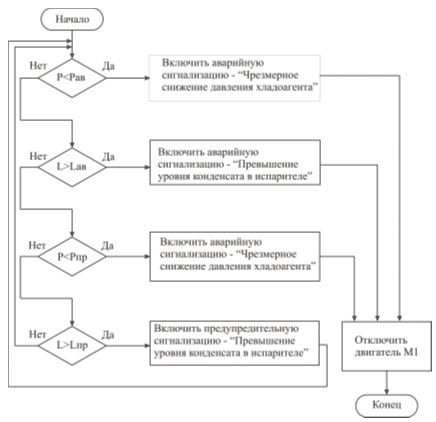 Начало
Нет
Да
P<Pав
Включить аварийную
сигнализацию - “Чрезмерное
снижение давления хладоагента”
Нет
Да
L>Lав
Включить аварийную
сигнализацию - “Превышение
уровня конденсата в испарителе”
Нет
Да
P<Pпр
Включить аварийную
сигнализацию - “Чрезмерное
снижение давления хладоагента”
Нет
Да
L>Lпр
Включить предупредительную
сигнализацию - “Превышение
уровня конденсата в испарителе”
Отключить
двигатель M1
Конец